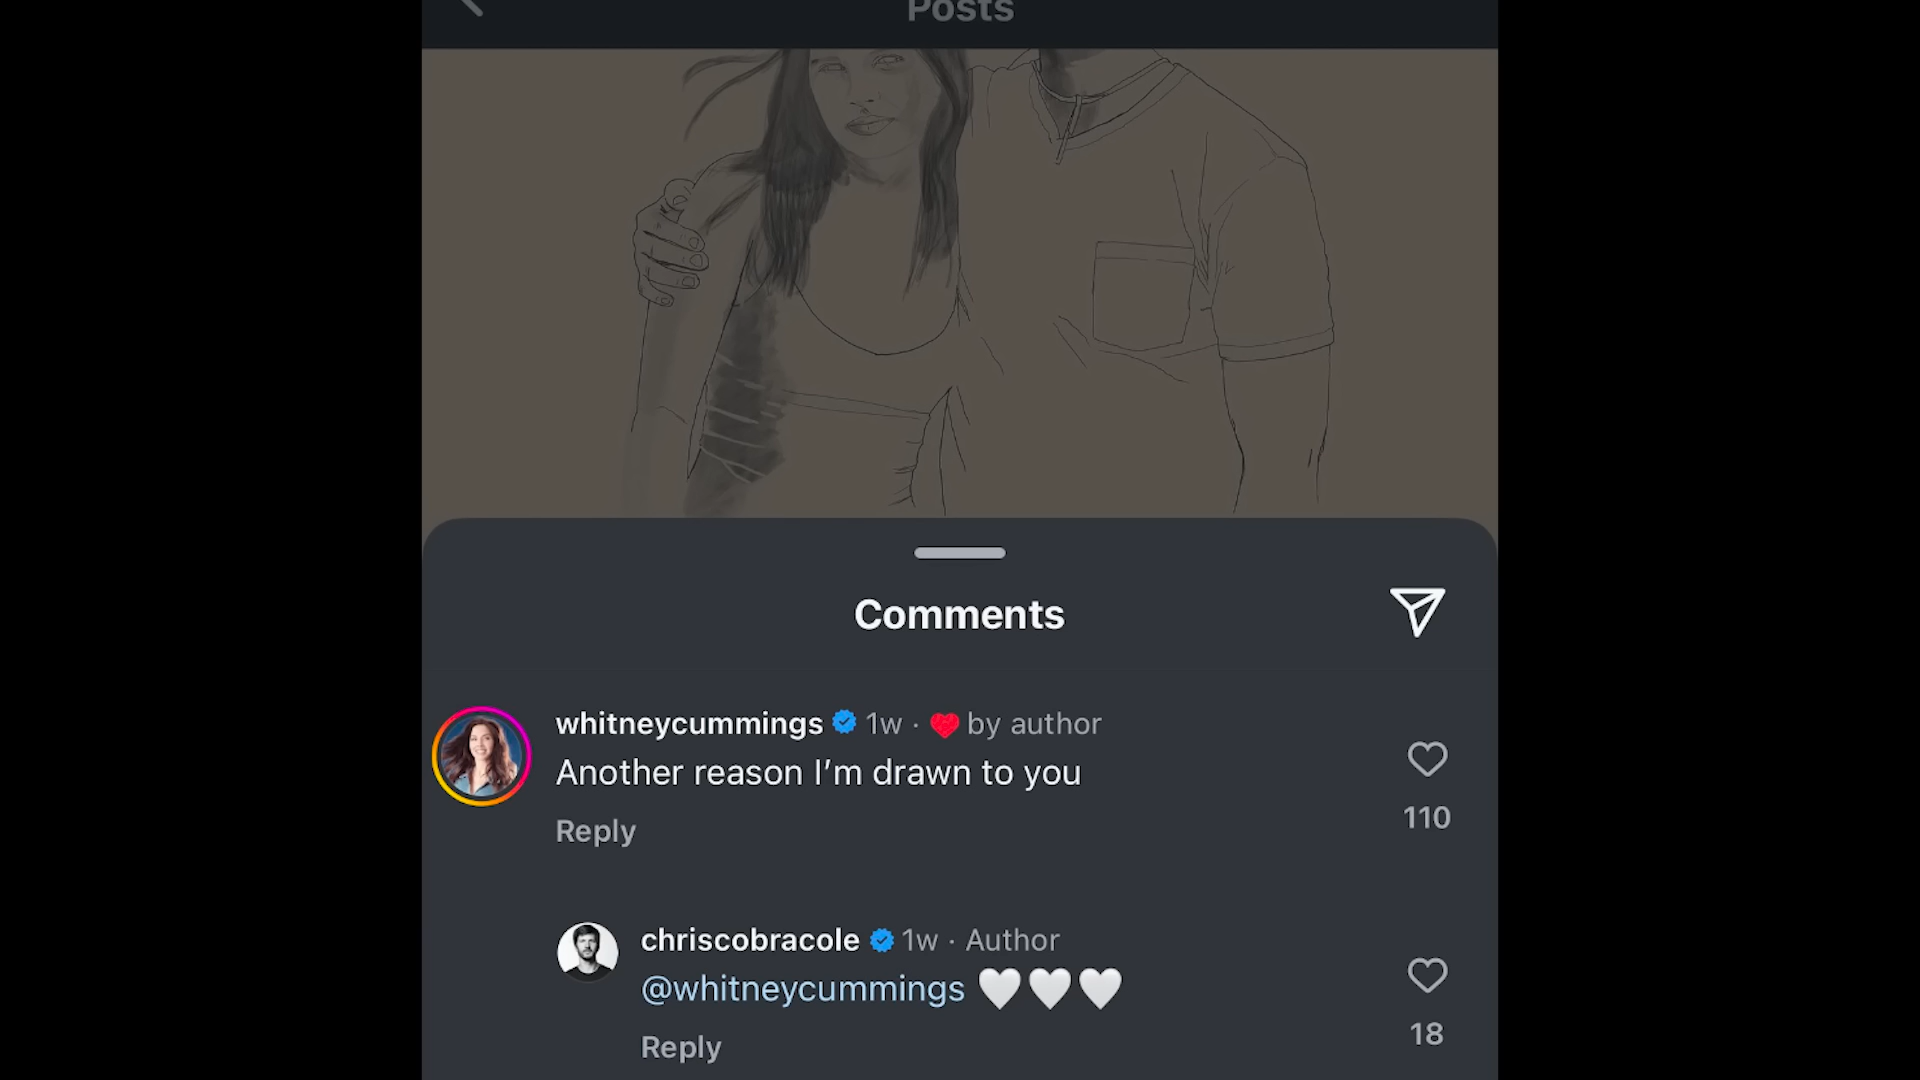 Posts
Comments
whitneycummings 1w · ❤️ by author
Another reason I’m drawn to you
Reply
110
chriscobracole 1w · Author
@whitneycummings 🤍🤍🤍
Reply
18